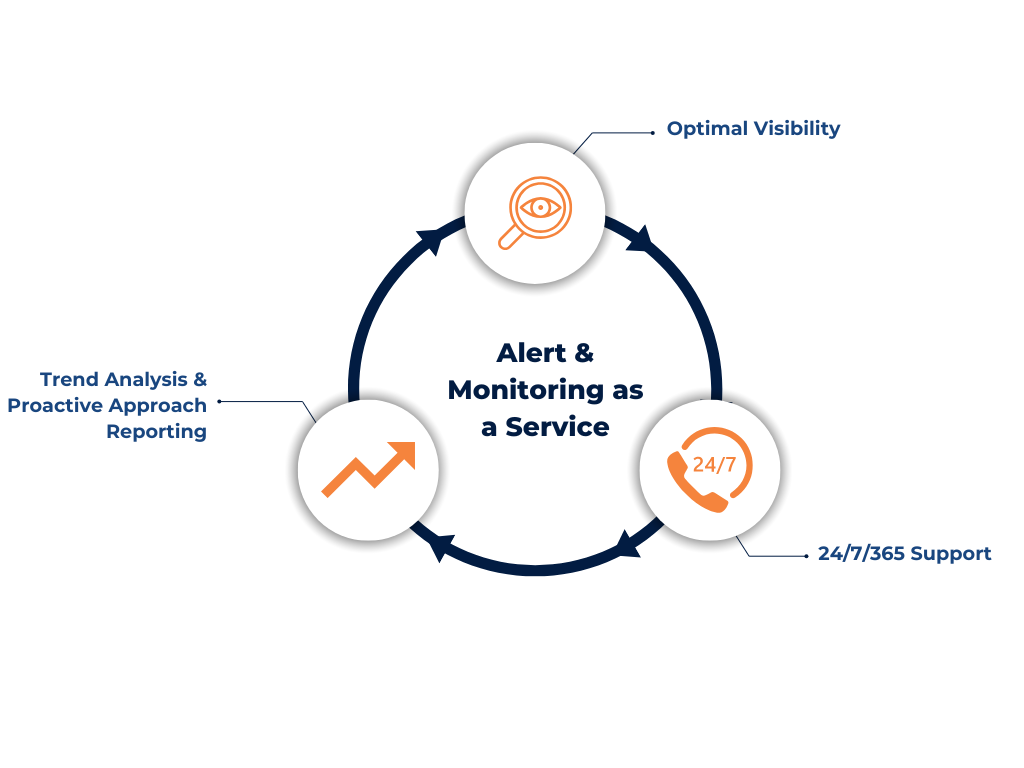 Optimal Visibility
Alert &
Monitoring as
a Service
Trend Analysis &
Proactive Approach
Reporting
24/7
24/7/365 Support